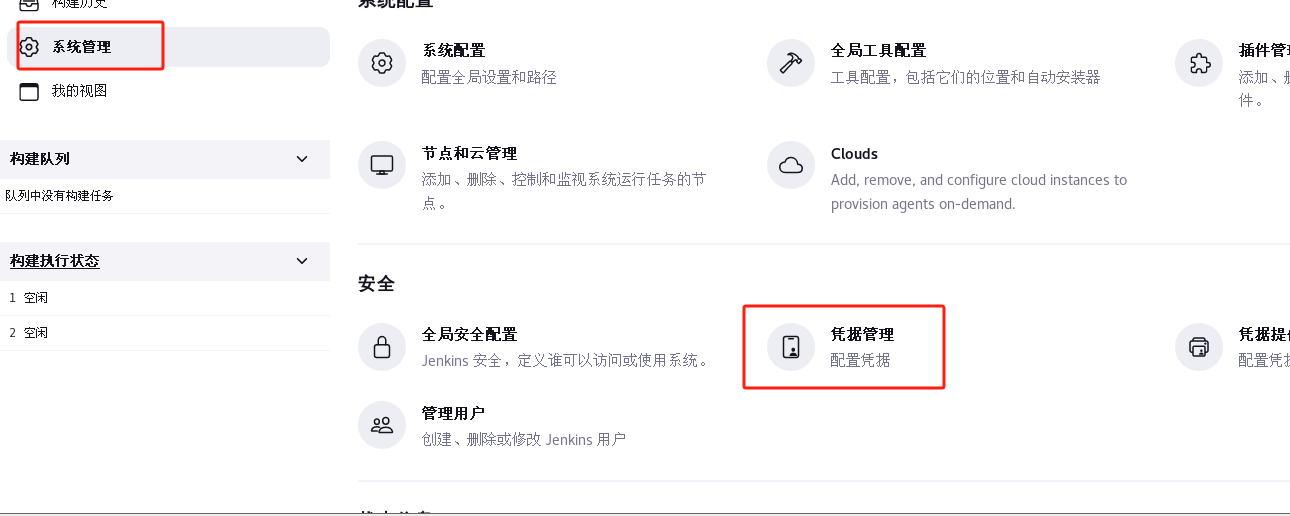 构建历史
系统管理
我的视图
构建队列
队列中没有构建任务
构建执行状态
1 空闲
2 空闲
系统配置
系统配置
配置全局设置和路径
全局工具配置
工具配置，包括它们的位置和自动安装器
插件管
添加、
件。
节点和云管理
添加、删除、控制和监视系统运行任务的节
点。
Clouds
Add, remove, and configure cloud instances to
provision agents on-demand.
安全
全局安全配置
Jenkins 安全，定义谁可以访问或使用系统。
凭据管理
配置凭据
凭据提
配置凭
管理用户
创建、删除或修改 Jenkins 用户